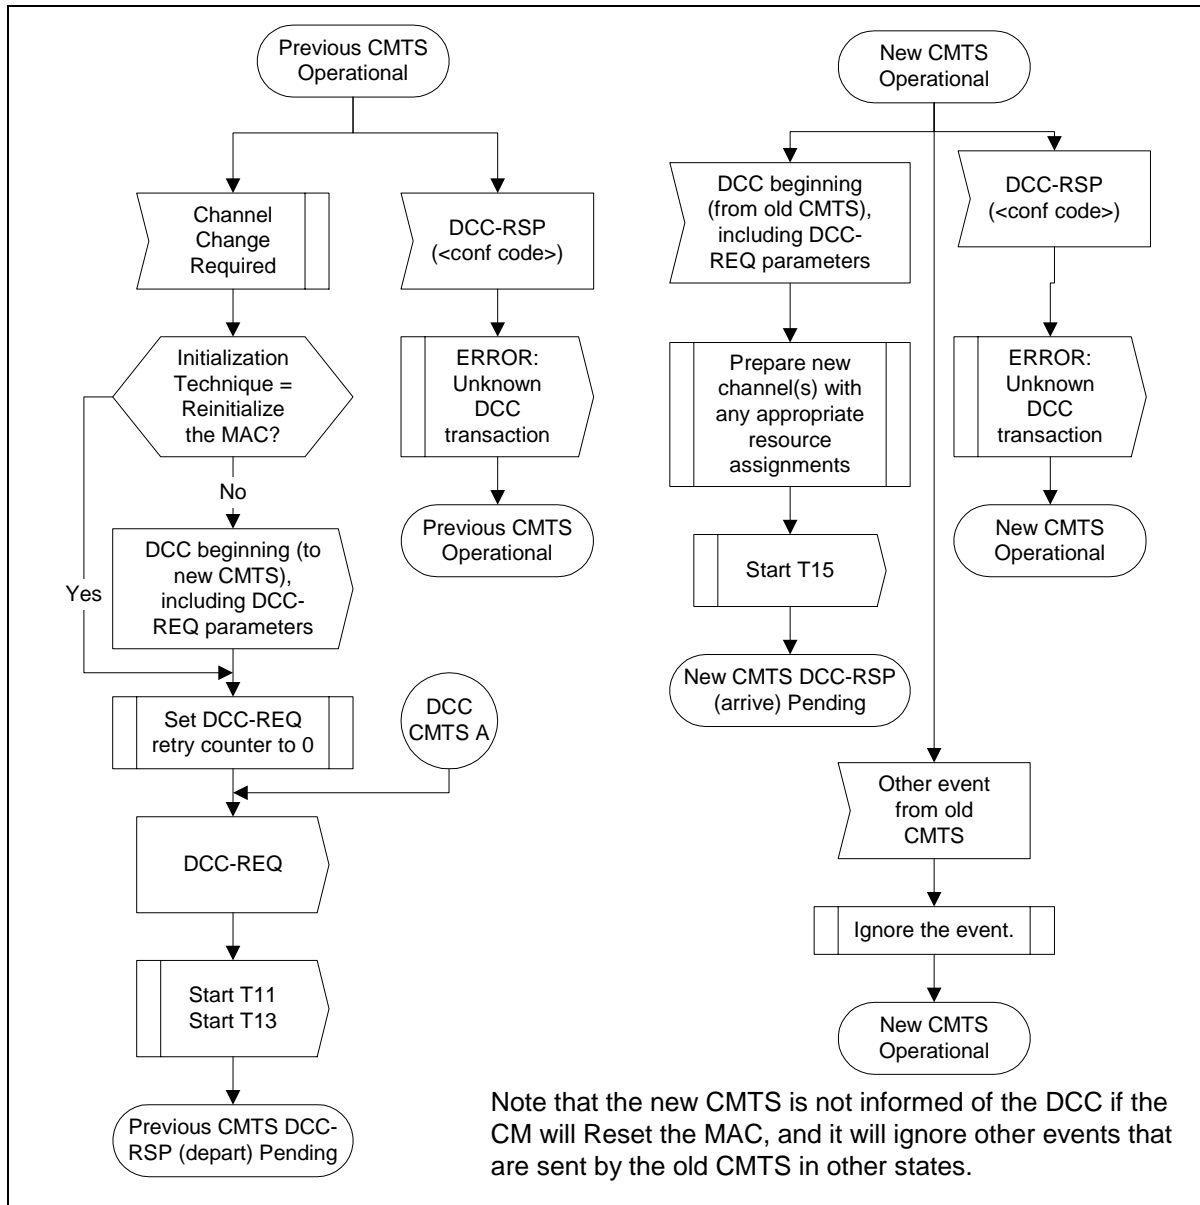 Previous CMTS
Operational
Channel
Change
Required
DCC-RSP
(<conf code>)
Initialization
Technique =
Reinitialize
the MAC?
ERROR:
Unknown
DCC
transaction
No
Previous CMTS
Operational
Yes
DCC beginning (to
new CMTS),
including DCC-
REQ parameters
Set DCC-REQ
retry counter to 0
DCC
CMTS A
DCC-REQ
Start T11
Start T13
Previous CMTS DCC-
RSP (depart) Pending
New CMTS
Operational
DCC beginning
(from old CMTS),
including DCC-
REQ parameters
DCC-RSP
(<conf code>)
Prepare new
channel(s) with
any appropriate
resource
assignments
ERROR:
Unknown
DCC
transaction
Start T15
New CMTS
Operational
New CMTS DCC-RSP
(arrive) Pending
Other event
from old
CMTS
Ignore the event.
New CMTS
Operational
Note that the new CMTS is not informed of the DCC if the
CM will Reset the MAC, and it will ignore other events that
are sent by the old CMTS in other states.